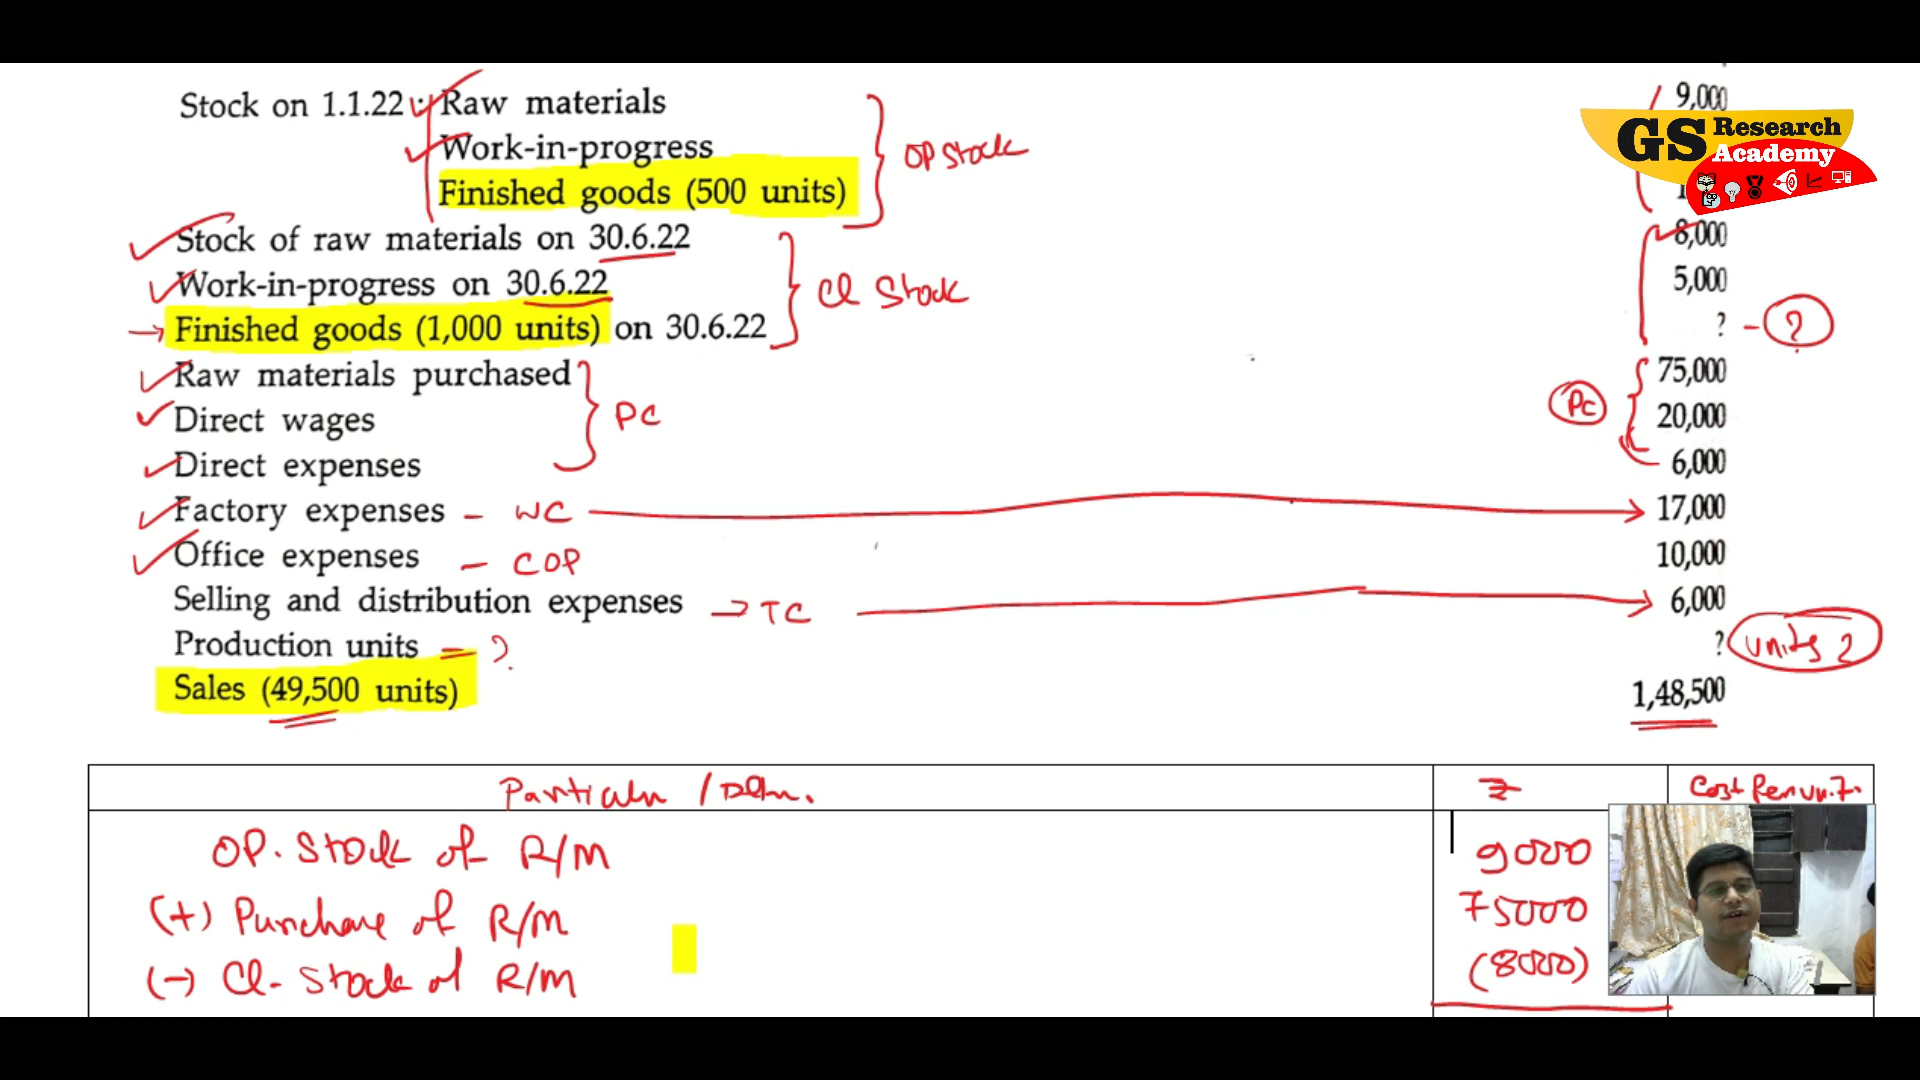 Stock on 1.1.22 : Raw materials 9,000
Work-in-progress
Finished goods (500 units)
OP Stock
GS Research Academy
Stock of raw materials on 30.6.22 8,000
Work-in-progress on 30.6.22 5,000
Cl Stock
Finished goods (1,000 units) on 30.6.22 ? - ?
Raw materials purchased 75,000
Direct wages PC PC 20,000
Direct expenses 6,000
Factory expenses - WC 17,000
Office expenses - COP 10,000
Selling and distribution expenses → TC 6,000
Production units = ? ? units ?
Sales (49,500 units) 1,48,500
₹ Cost Per unit.
OP. Stock of R/M 9000
(+) Purchase of R/M 75000
(-) Cl. Stock of R/M (8000)